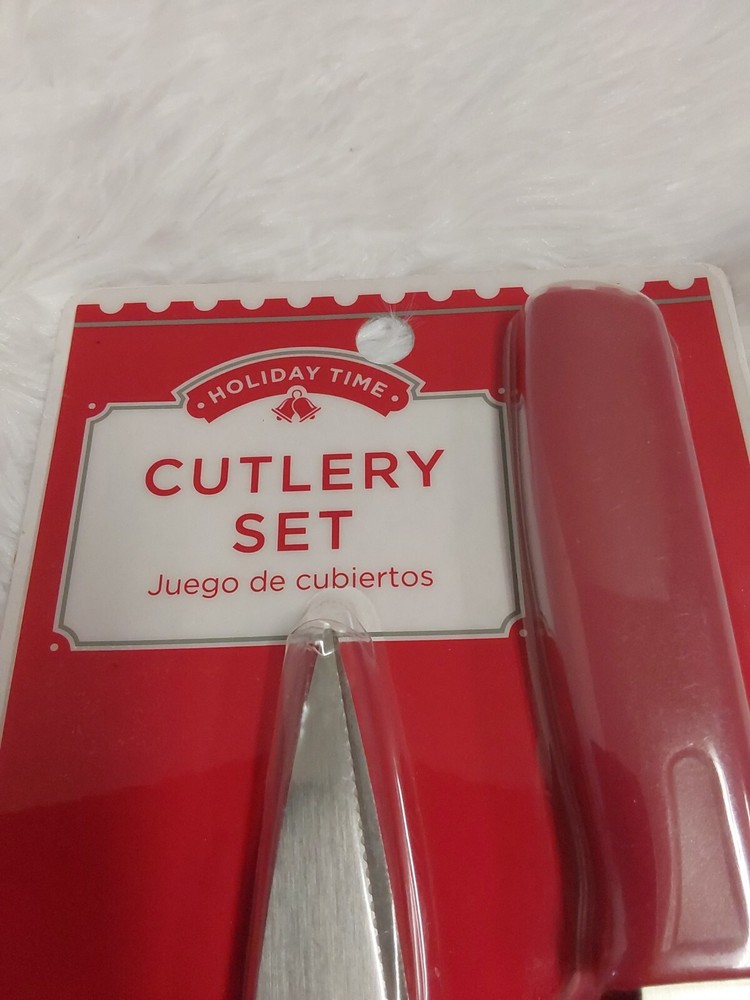 HOLIDAY TIME
CUTLERY
SET
Juego de cubiertos